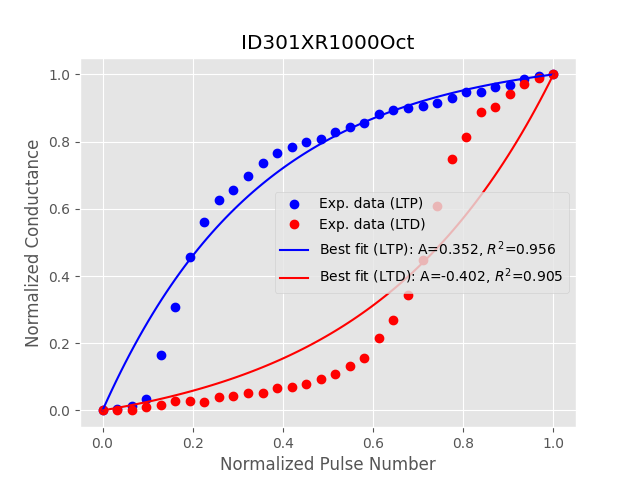 ID301XR1000Oct
Normalized Conductance
1.0
0.8
0.6
0.4
0.2
0.0
Exp. data (LTP)
Exp. data (LTD)
Best fit (LTP): A=0.352, R²=0.956
Best fit (LTD): A=-0.402, R²=0.905
0.0 0.2 0.4 0.6 0.8 1.0
Normalized Pulse Number